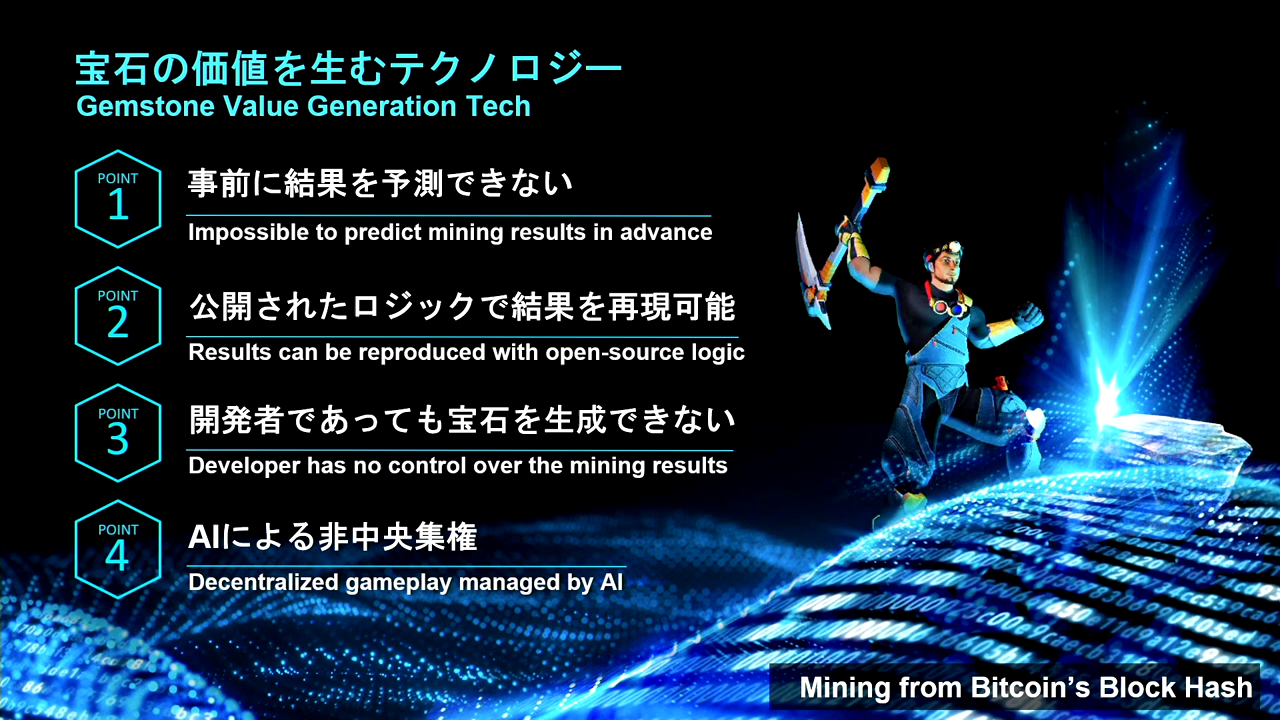 宝石の価値を生むテクノロジー
Gemstone Value Generation Tech
POINT
1
事前に結果を予測できない
Impossible to predict mining results in advance
POINT
2
公開されたロジックで結果を再現可能
Results can be reproduced with open-source logic
POINT
3
開発者であっても宝石を生成できない
Developer has no control over the mining results
POINT
4
AIによる非中央集権
Decentralized gameplay managed by AI
Mining from Bitcoin’s Block Hash